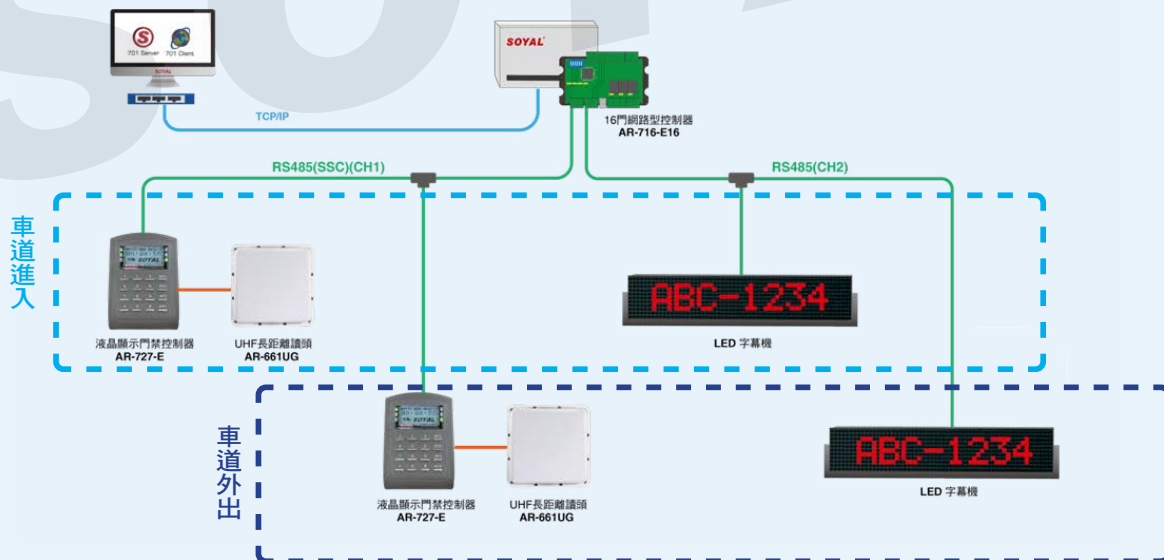 701 Server 701 Client
SOYAL
SOYAL
TCP/IP
16門網路型控制器
AR-716-E16
RS485(SSC)(CH1)
RS485(CH2)
車道進入
SOYAL
液晶顯示門禁控制器
AR-727-E
UHF長距離讀頭
AR-661UG
ABC-1234
LED 字幕機
車道外出
SOYAL
液晶顯示門禁控制器
AR-727-E
UHF長距離讀頭
AR-661UG
ABC-1234
LED 字幕機